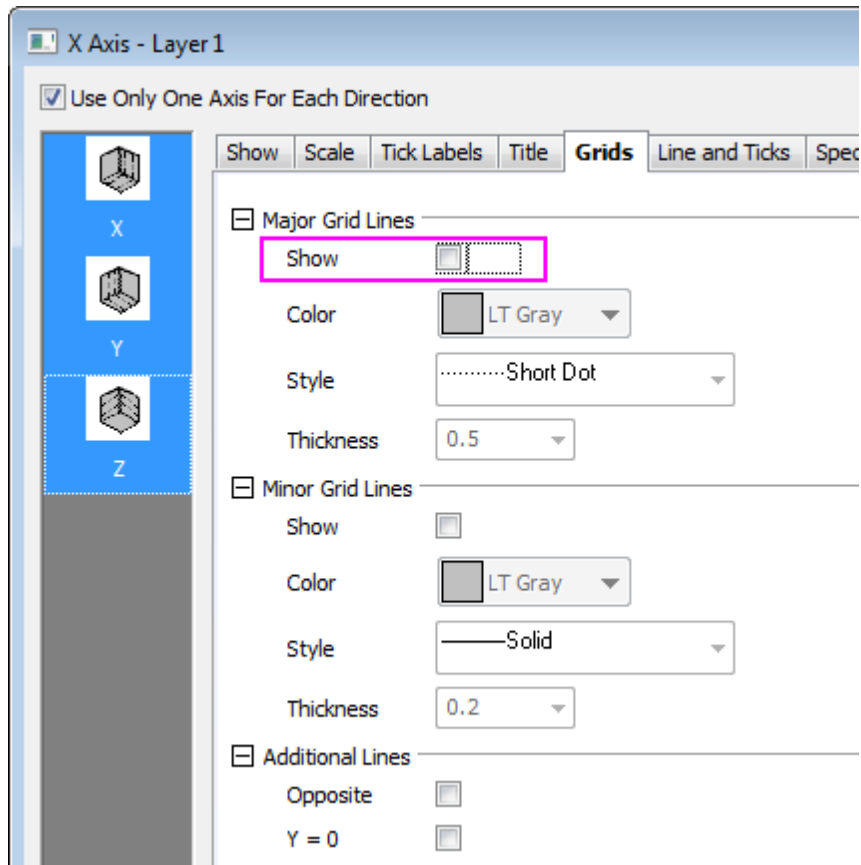 X Axis - Layer 1
Use Only One Axis For Each Direction
Show Scale Tick Labels Title Grids Line and Ticks Spec
X
Y
Z
Major Grid Lines
Show
Color LT Gray
Style Short Dot
Thickness 0.5
Minor Grid Lines
Show
Color LT Gray
Style Solid
Thickness 0.2
Additional Lines
Opposite
Y = 0